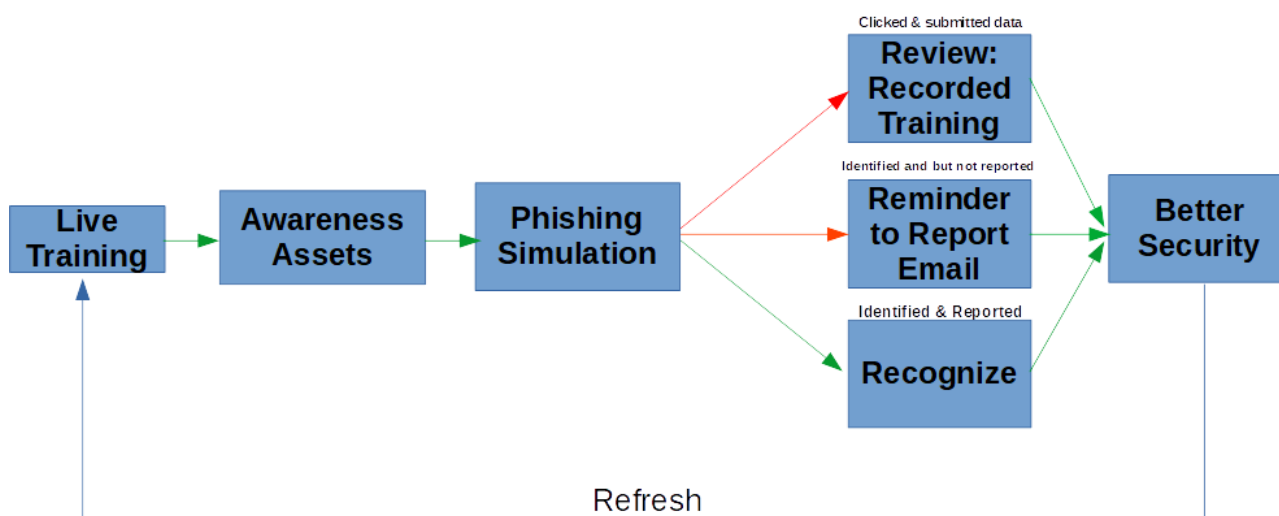 Live
Training
Awareness
Assets
Phishing
Simulation
Clicked & submitted data
Review:
Recorded
Training
Identified and but not reported
Reminder
to Report
Email
Identified & Reported
Recognize
Better
Security
Refresh